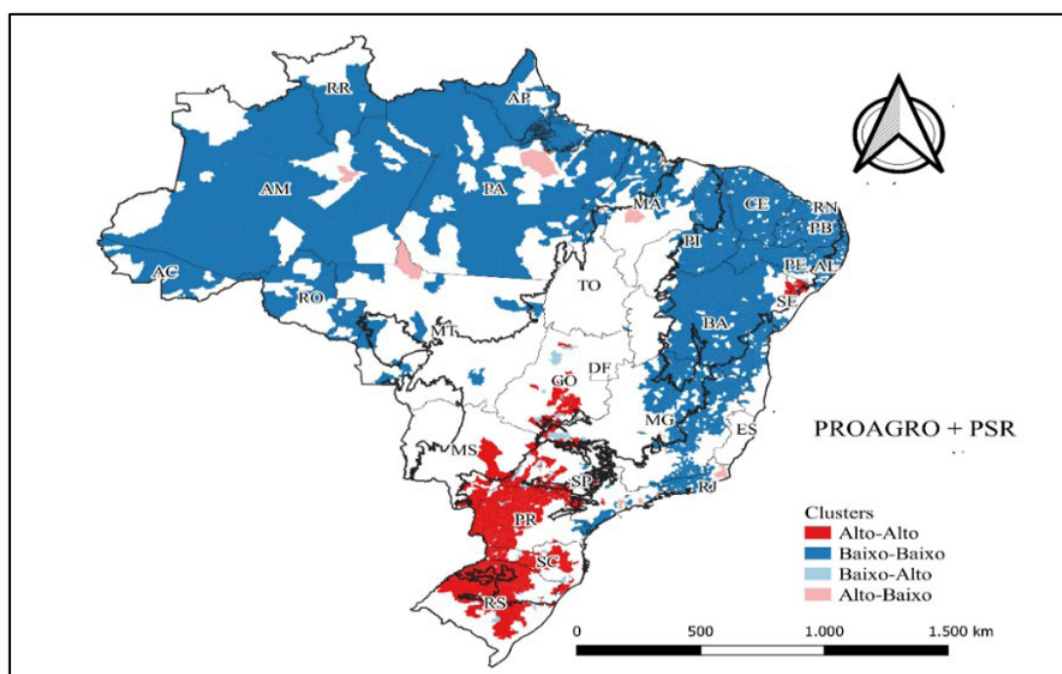 RR
AP
AM
PA
MA
CE
RN
PB
PI
PE
AL
AC
SE
RO
TO
BA
MT
DF
GO
MG
ES
PROAGRO + PSR
MS
SP
RJ
PR
SC
RS
Clusters
Alto-Alto
Baixo-Baixo
Baixo-Alto
Alto-Baixo
0 500 1.000 1.500 km